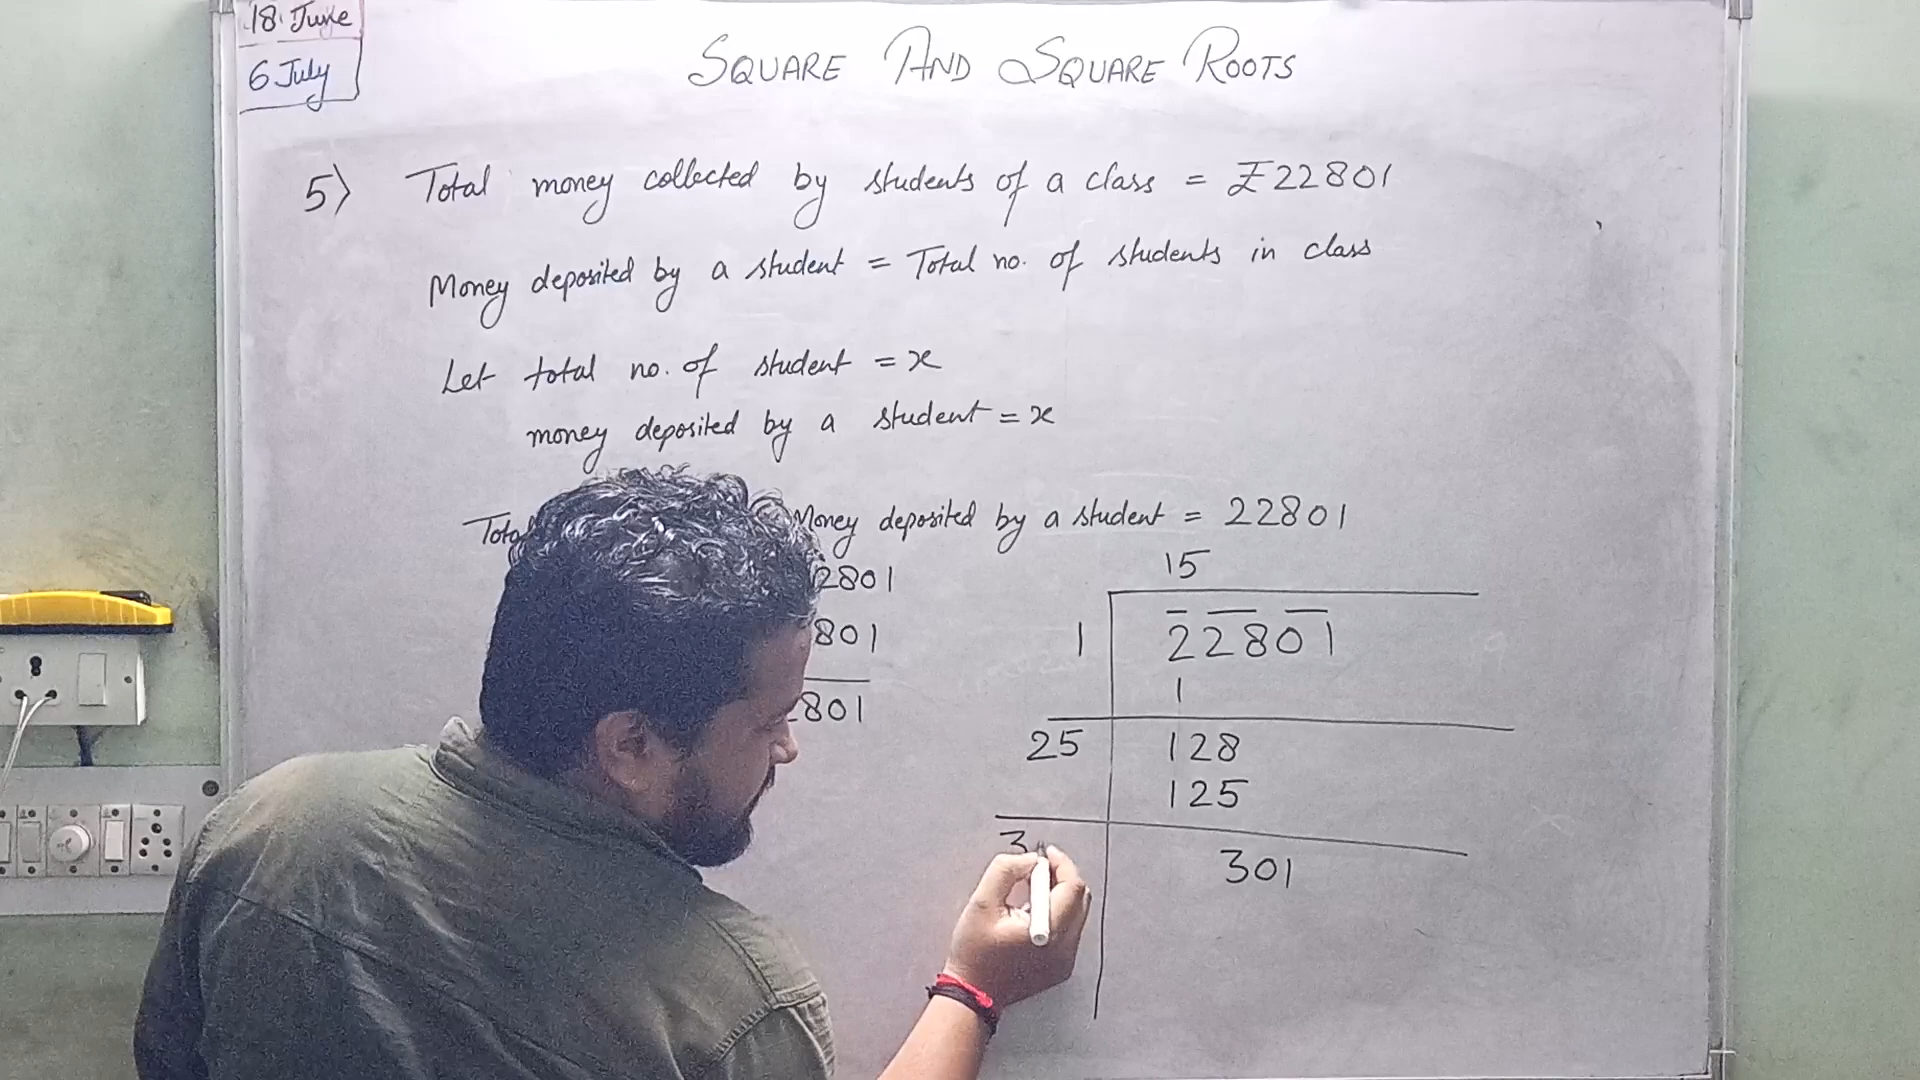 18 June
6 July
SQUARE AND SQUARE ROOTS
5) Total money collected by students of a class = ₹22801
Money deposited by a student = Total no. of students in class
Let total no. of student = x
money deposited by a student = x
Money deposited by a student = 22801
2801
801
801
15
1 22801
1
25 128
125
3 301